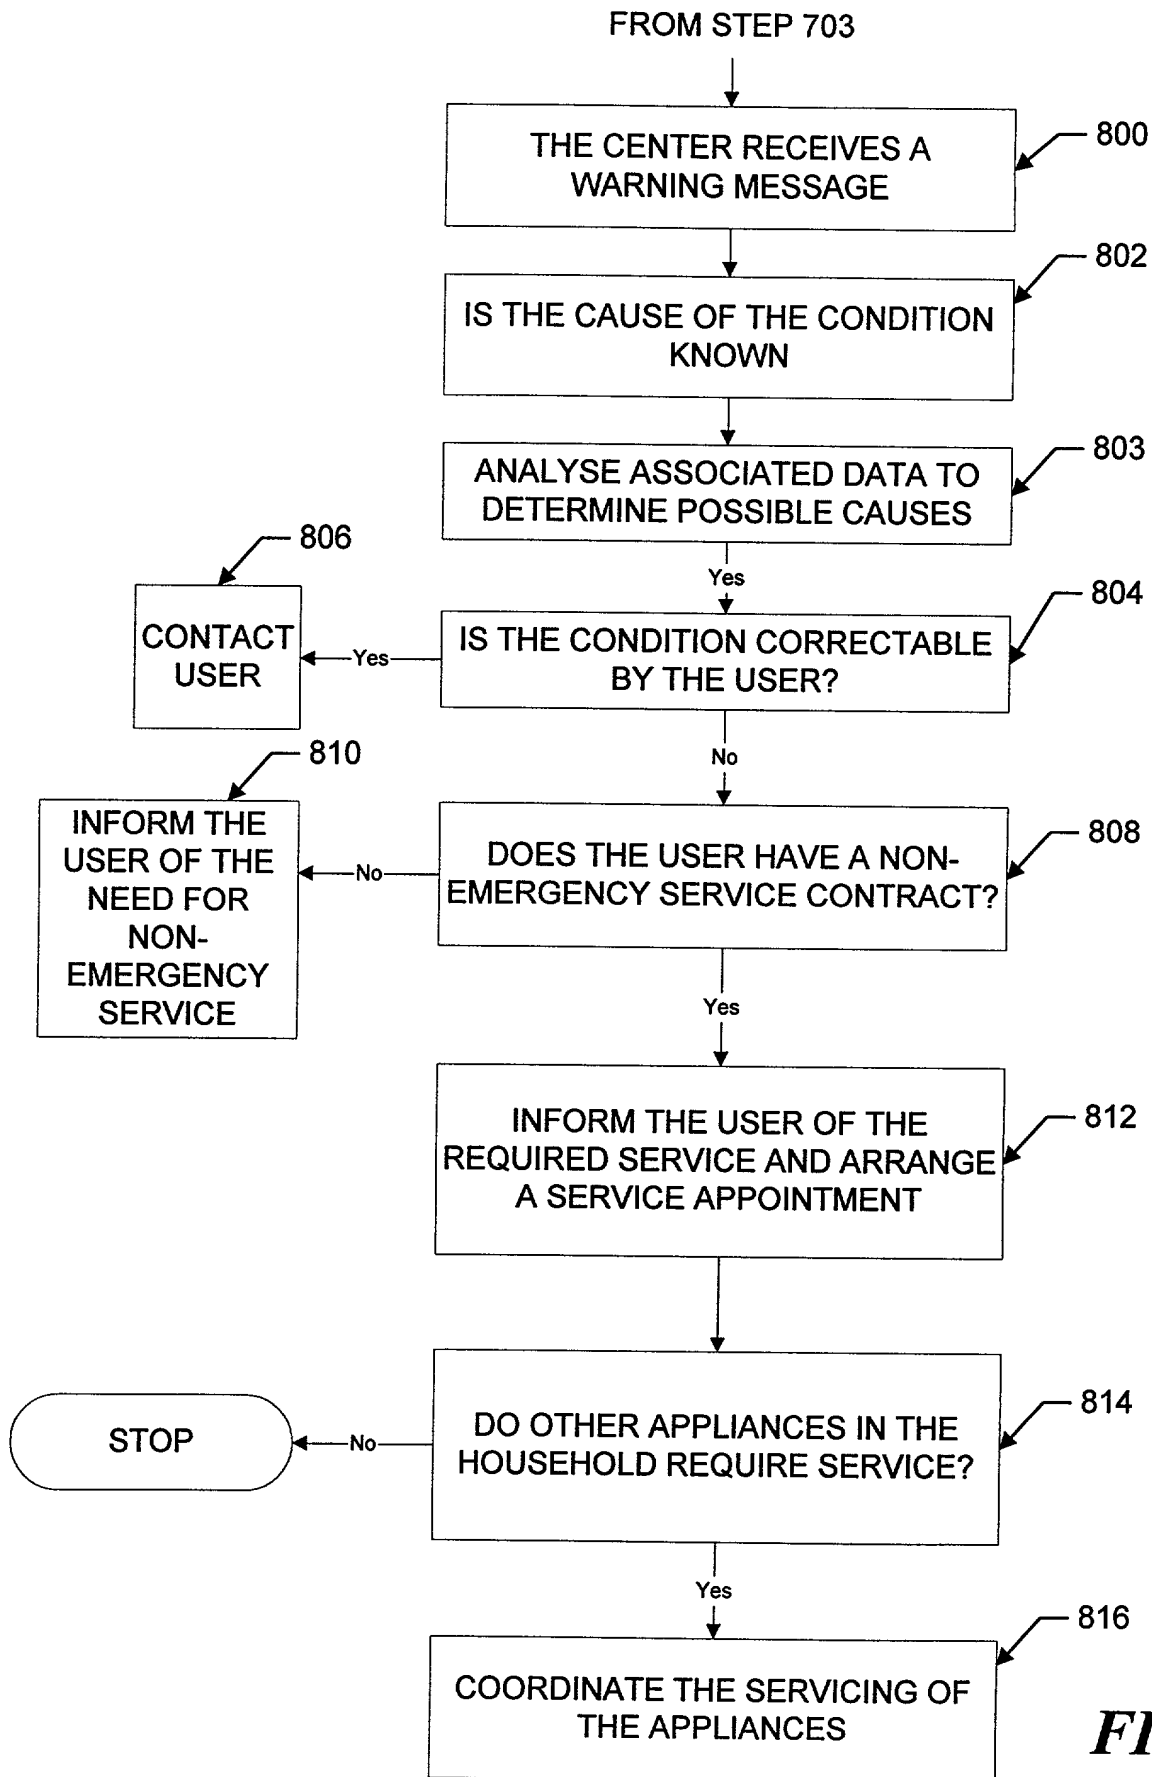 FROM STEP 703
THE CENTER RECEIVES A
WARNING MESSAGE
800
IS THE CAUSE OF THE CONDITION
KNOWN
802
ANALYSE ASSOCIATED DATA TO
DETERMINE POSSIBLE CAUSES
803
Yes
806
CONTACT
USER
Yes
IS THE CONDITION CORRECTABLE
BY THE USER?
804
No
810
INFORM THE
USER OF THE
NEED FOR
NON-
EMERGENCY
SERVICE
No
DOES THE USER HAVE A NON-
EMERGENCY SERVICE CONTRACT?
808
Yes
INFORM THE USER OF THE
REQUIRED SERVICE AND ARRANGE
A SERVICE APPOINTMENT
812
STOP
No
DO OTHER APPLIANCES IN THE
HOUSEHOLD REQUIRE SERVICE?
814
Yes
COORDINATE THE SERVICING OF
THE APPLIANCES
816